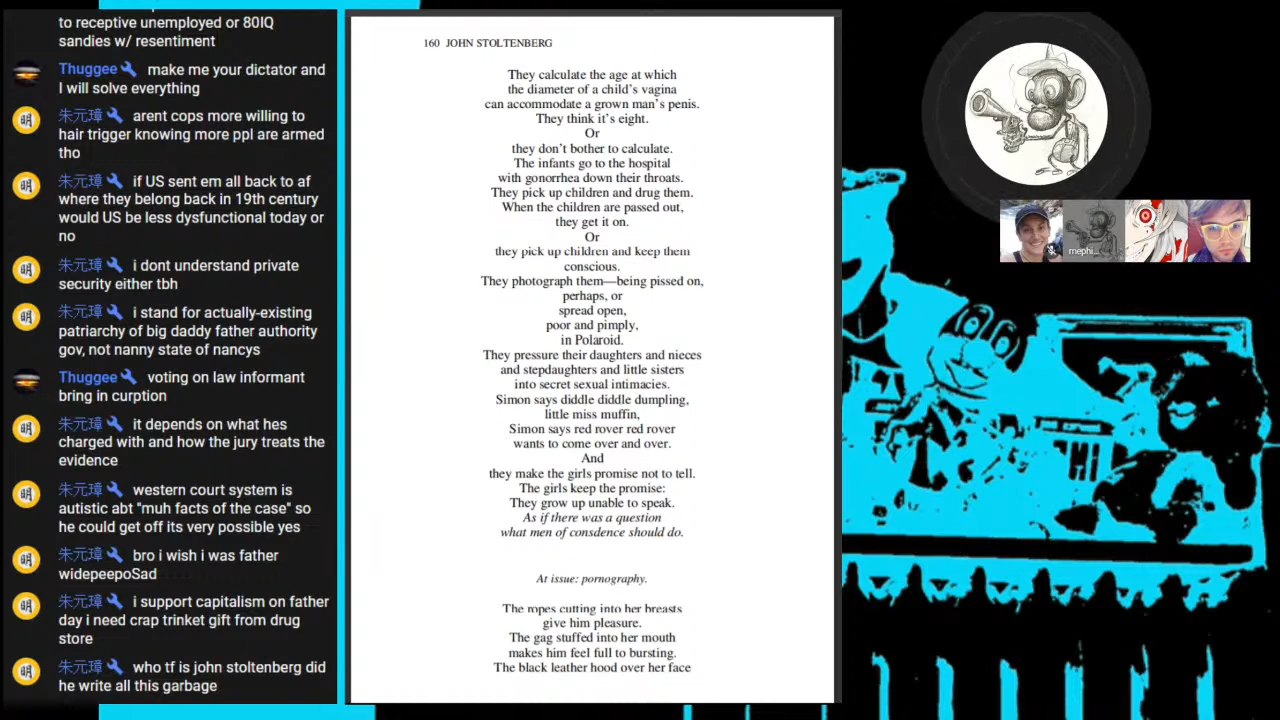 to receptive unemployed or 80IQ
sandies w/ resentiment
Thuggee make me your dictator and
I will solve everything
朱元璋 arent cops more willing to
hair trigger knowing more ppl are armed
tho
朱元璋 if US sent em all back to af
where they belong back in 19th century
would US be less dysfunctional today or
no
朱元璋 i dont understand private
security either tbh
朱元璋 i stand for actually-existing
patriarchy of big daddy father authority
gov, not nanny state of nancys
Thuggee voting on law informant
bring in curption
朱元璋 it depends on what hes
charged with and how the jury treats the
evidence
朱元璋 western court system is
autistic abt "muh facts of the case" so
he could get off its very possible yes
朱元璋 bro i wish i was father
widepeepoSad
朱元璋 i support capitalism on father
day i need crap trinket gift from drug
store
朱元璋 who tf is john stoltenberg did
he write all this garbage
160 JOHN STOLTENBERG
They calculate the age at which
the diameter of a child's vagina
can accommodate a grown man's penis.
They think it's eight.
Or
they don't bother to calculate.
The infants go to the hospital
with gonorrhea down their throats.
They pick up children and drug them.
When the children are passed out,
they get it on.
Or
they pick up children and keep them
conscious.
They photograph them—being pissed on,
perhaps, or
spread open,
poor and pimply,
in Polaroid.
They pressure their daughters and nieces
and stepdaughters and little sisters
into secret sexual intimacies.
Simon says diddle diddle dumpling,
little miss muffin,
Simon says red rover red rover
wants to come over and over.
And
they make the girls promise not to tell.
The girls keep the promise:
They grow up unable to speak.
As if there was a question
what men of consdence should do.
At issue: pornography.
The ropes cutting into her breasts
give him pleasure.
The gag stuffed into her mouth
makes him feel full to bursting.
The black leather hood over her face
mephi...